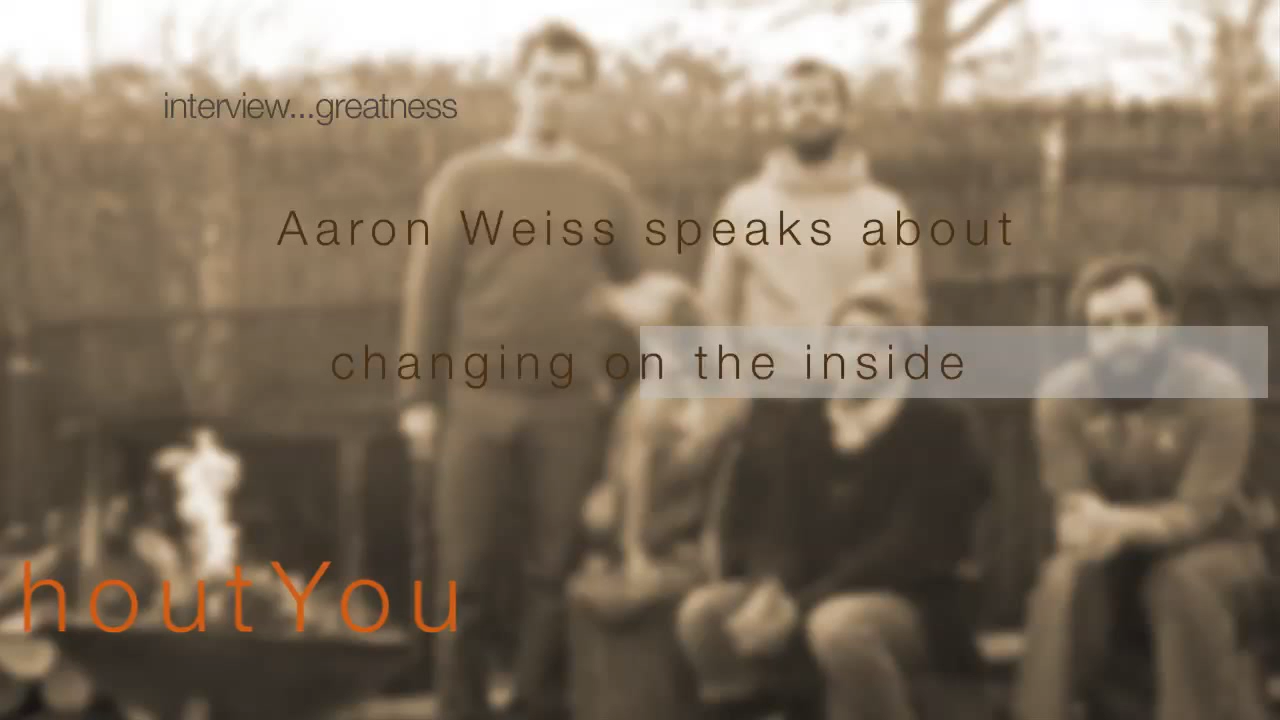 interview...greatness
Aaron Weiss speaks about
changing on the inside
houtYou